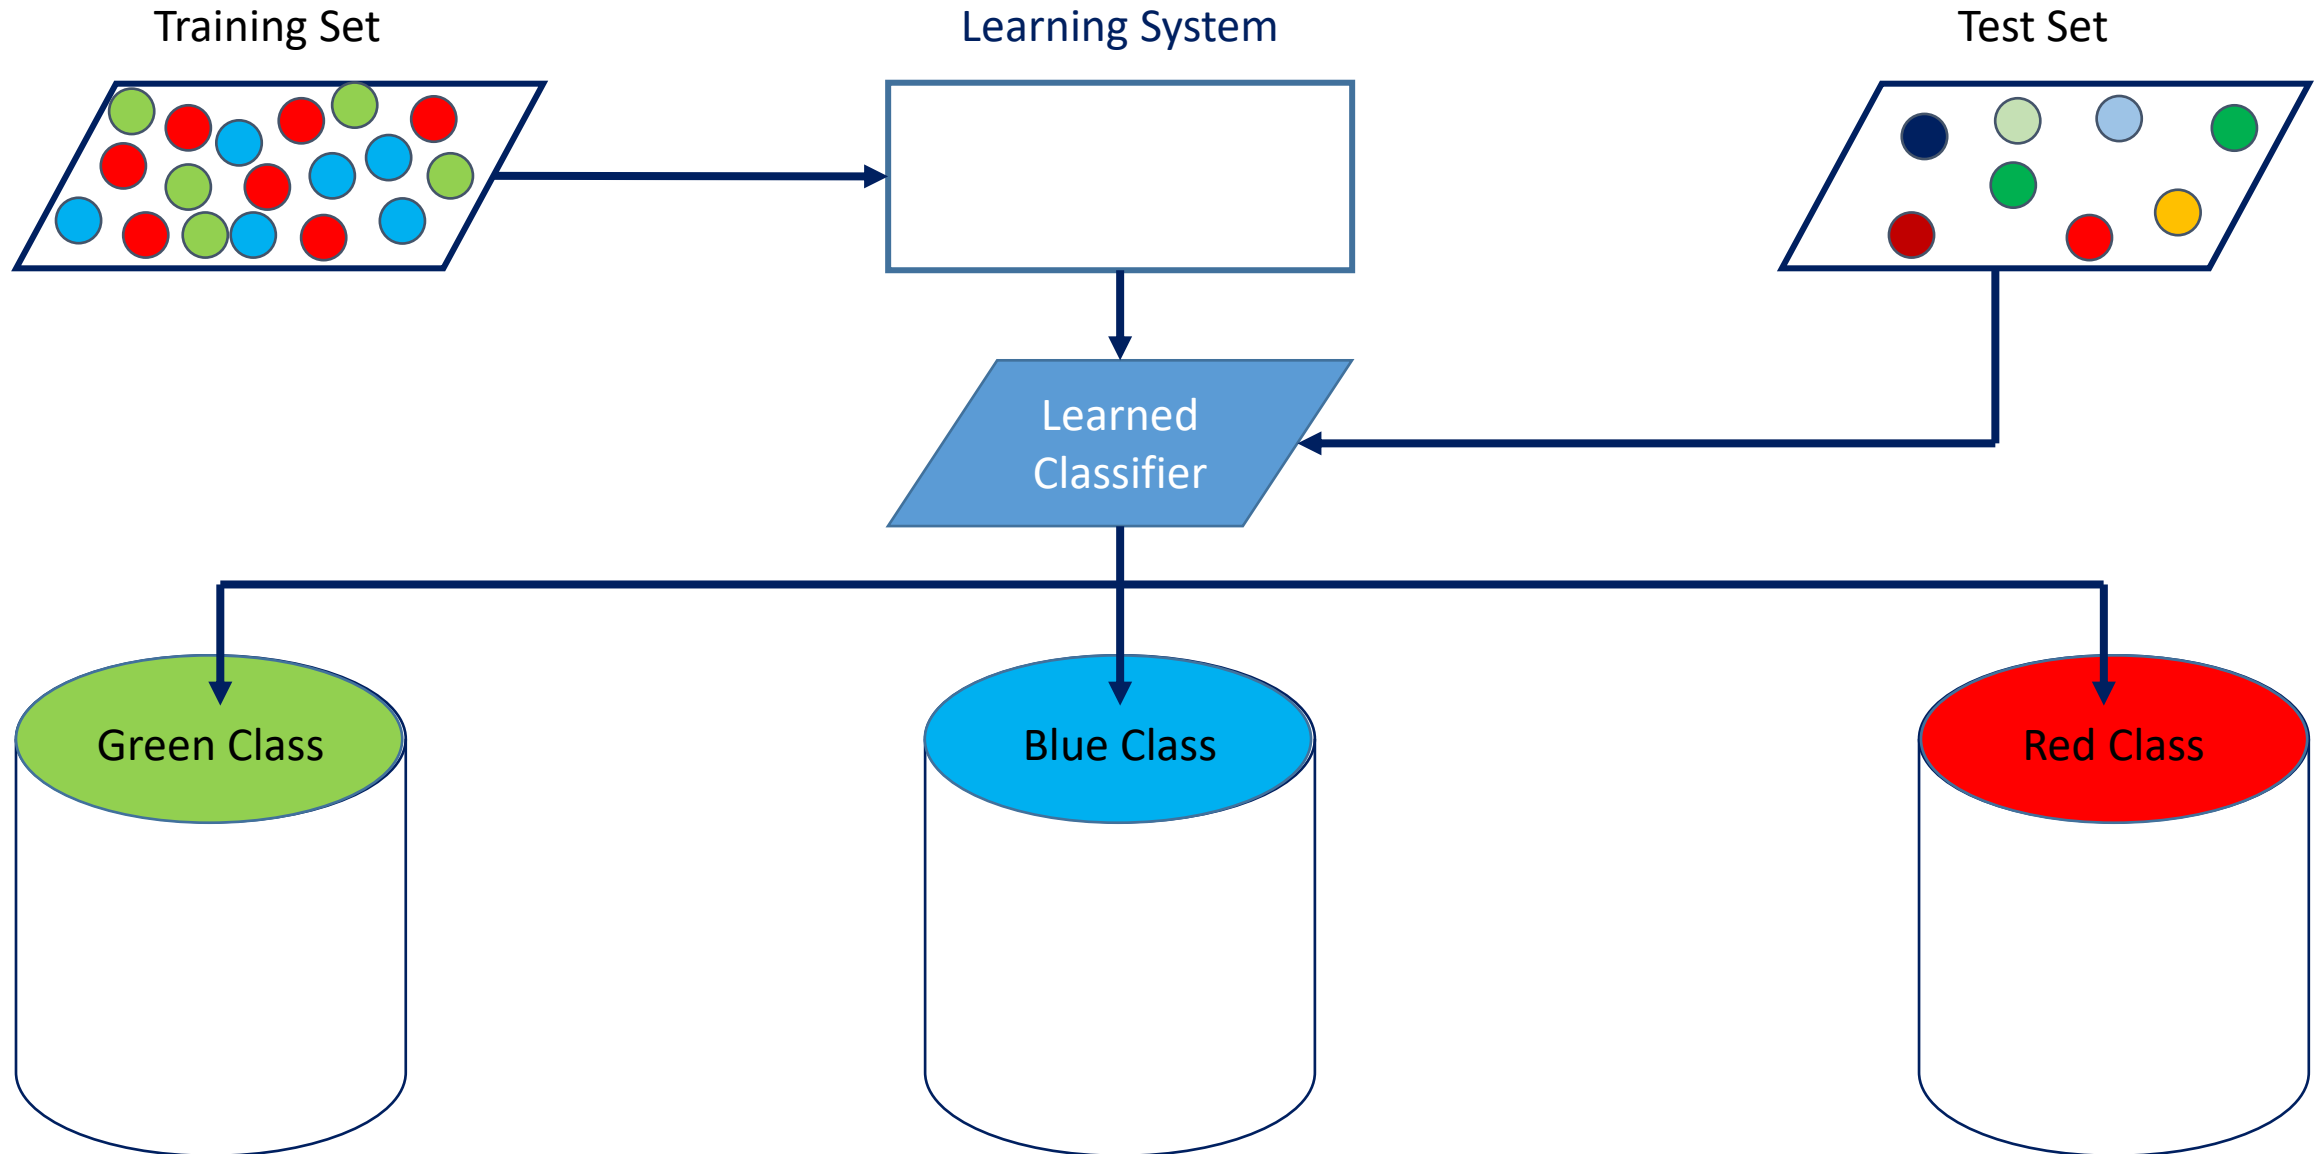 Training Set
Learning System
Test Set
Learned
Classifier
Green Class
Blue Class
Red Class